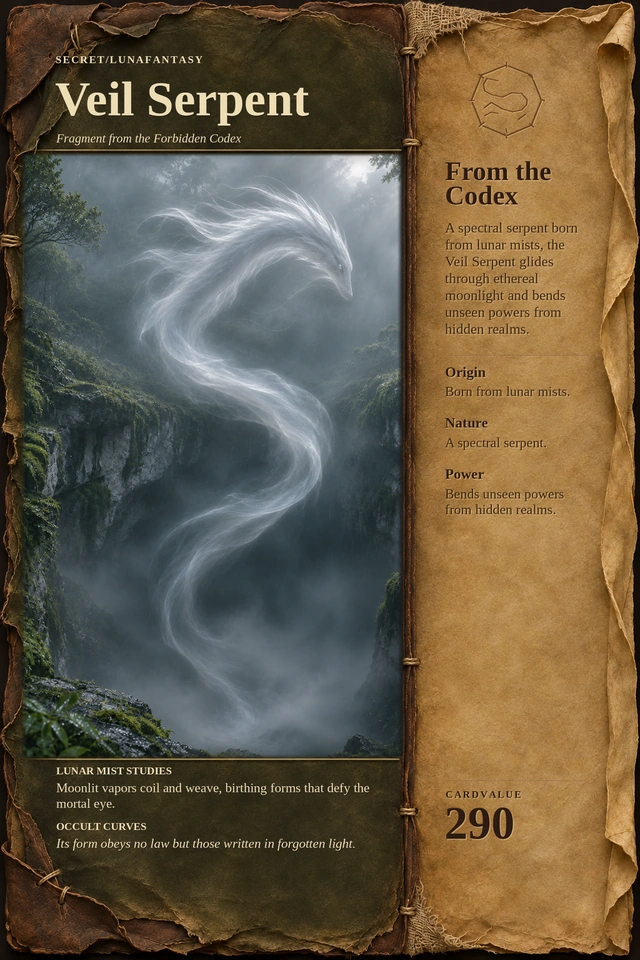 SECRET/LUNAFANTASY
Veil Serpent
Fragment from the Forbidden Codex
LUNAR MIST STUDIES
Moonlit vapors coil and weave, birthing forms that defy the
mortal eye.
OCCULT CURVES
Its form obeys no law but those written in forgotten light.
From the
Codex
A spectral serpent born
from lunar mists, the
Veil Serpent glides
through ethereal
moonlight and bends
unseen powers from
hidden realms.
Origin
Born from lunar mists.
Nature
A spectral serpent.
Power
Bends unseen powers
from hidden realms.
CARDVALUE
290